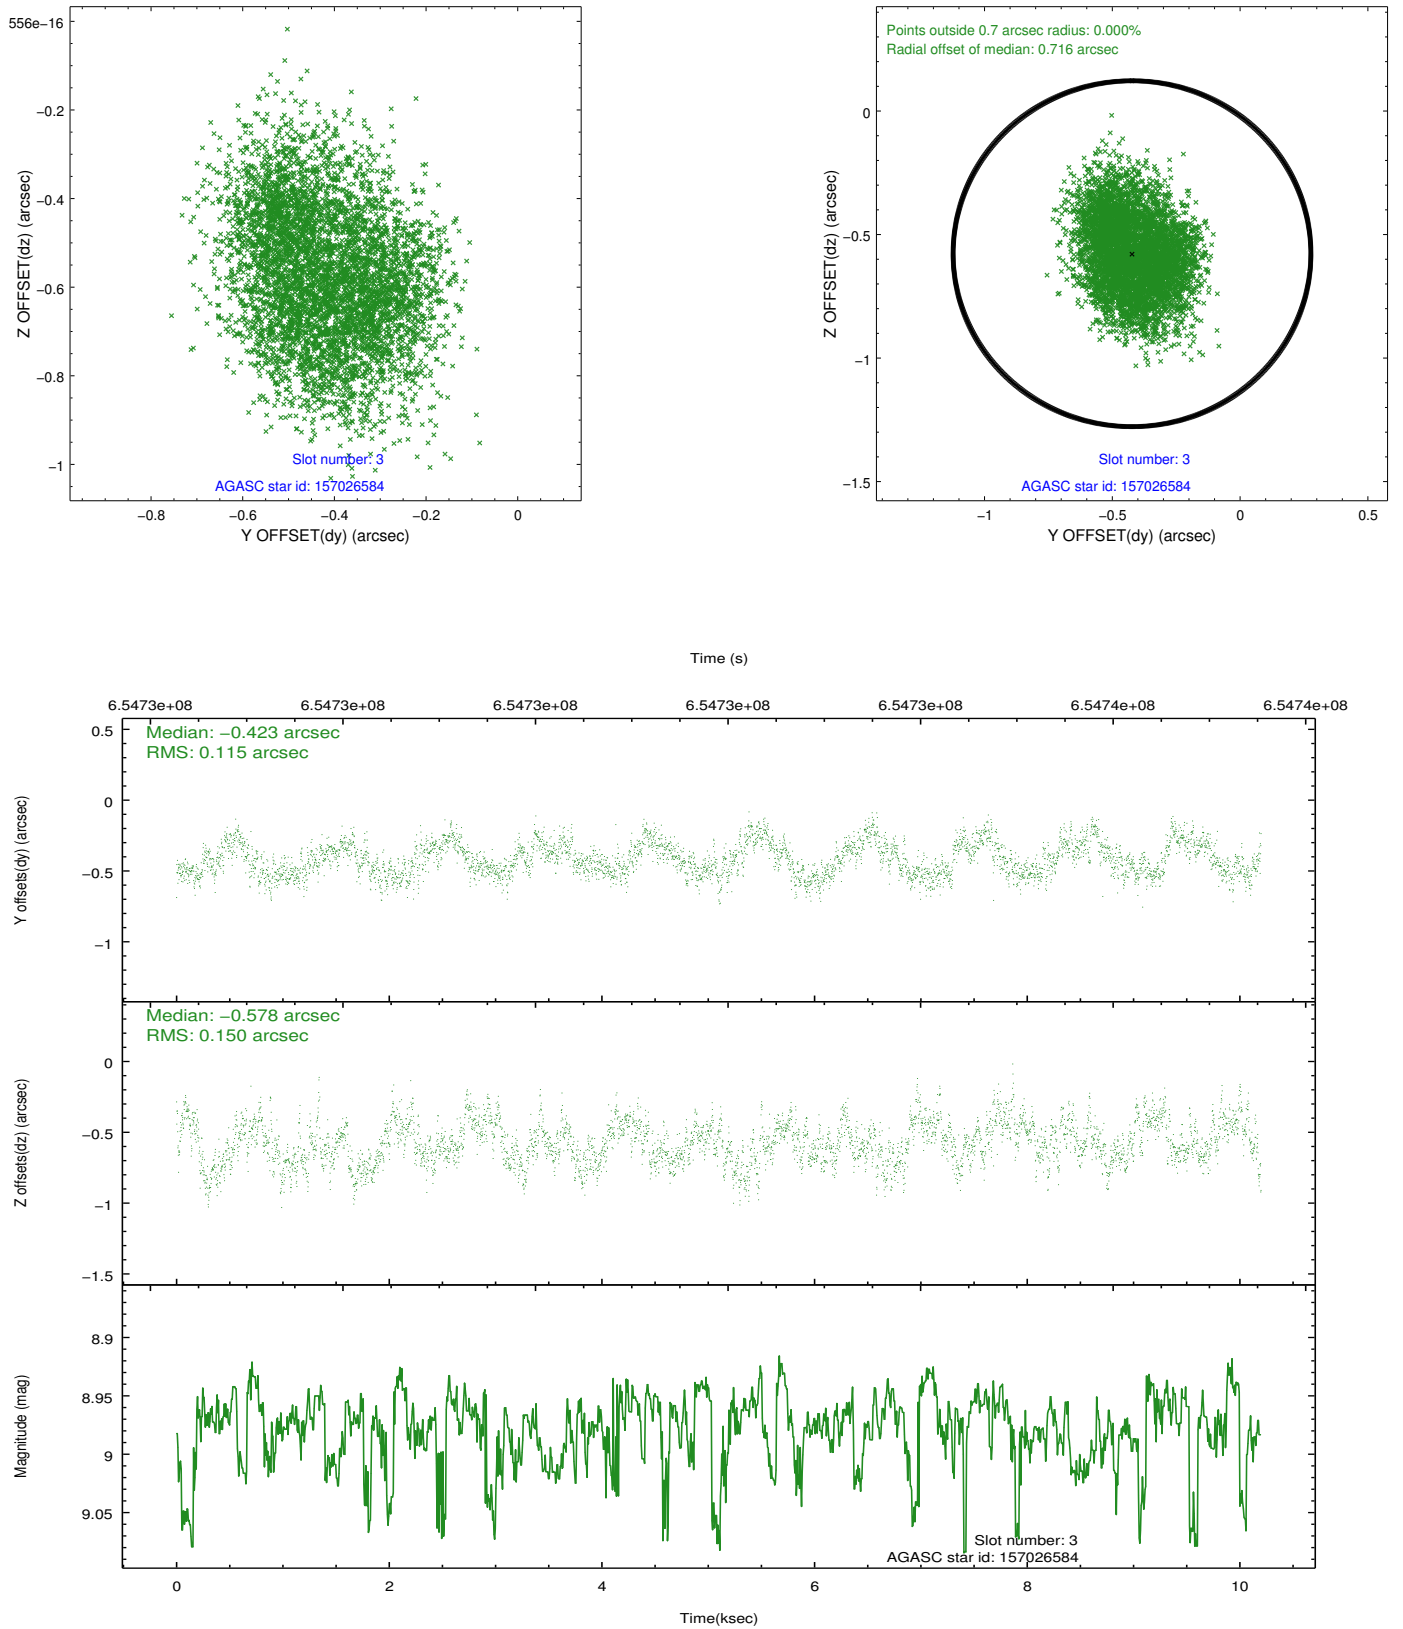 556e−16
−0.2
−0.4
−0.6
−0.8
−1
Z OFFSET(dz) (arcsec)
Slot number: 3
AGASC star id: 157026584
−0.8 −0.6 −0.4 −0.2 0
Y OFFSET(dy) (arcsec)
Points outside 0.7 arcsec radius: 0.000%
Radial offset of median: 0.716 arcsec
0
−0.5
−1
−1.5
Z OFFSET(dz) (arcsec)
Slot number: 3
AGASC star id: 157026584
−1 −0.5 0 0.5
Y OFFSET(dy) (arcsec)
Time (s)
6.5473e+08 6.5473e+08 6.5473e+08 6.5473e+08 6.5473e+08 6.5474e+08 6.5474e+08
Median: −0.423 arcsec
RMS: 0.115 arcsec
0.5
0
−0.5
−1
Y offsets(dy) (arcsec)
Median: −0.578 arcsec
RMS: 0.150 arcsec
0
−0.5
−1
−1.5
Z offsets(dz) (arcsec)
8.9
8.95
9
9.05
Magnitude (mag)
Slot number: 3
AGASC star id: 157026584
0 2 4 6 8 10
Time(ksec)